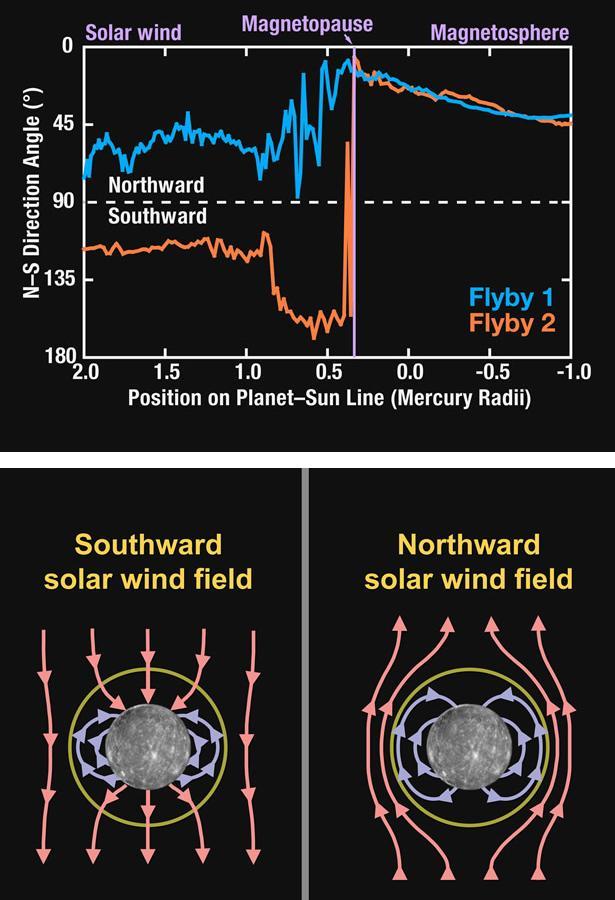 Solar wind
Magnetopause
Magnetosphere
0
45
90
135
180
N–S Direction Angle (°)
Northward
Southward
Flyby 1
Flyby 2
2.0 1.5 1.0 0.5 0.0 -0.5 -1.0
Position on Planet–Sun Line (Mercury Radii)
Southward
solar wind field
Northward
solar wind field